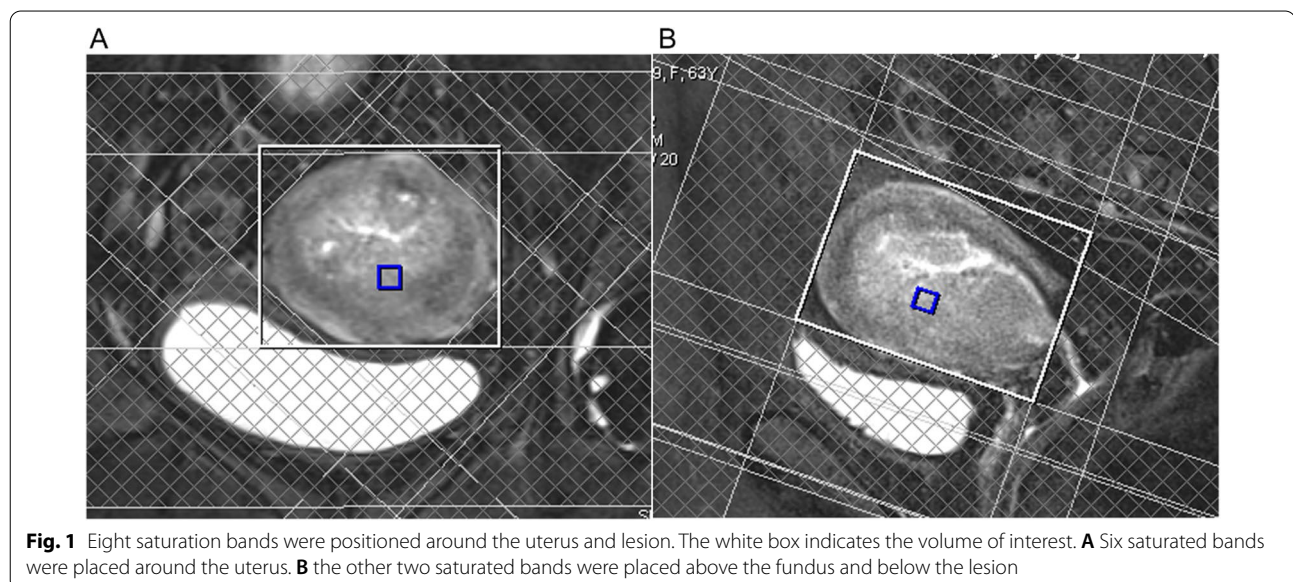 A
B
9, F, 63Y
M
/ 20
Fig. 1 Eight saturation bands were positioned around the uterus and lesion. The white box indicates the volume of interest. A Six saturated bands
were placed around the uterus. B the other two saturated bands were placed above the fundus and below the lesion